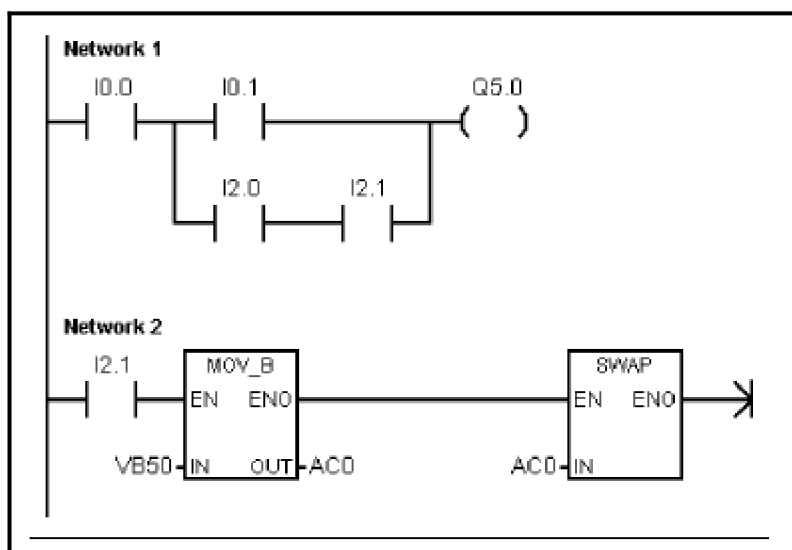 Network 1
I0.0 I0.1 Q5.0
( )
I2.0 I2.1
Network 2
I2.1 MOV_B SWAP
EN ENO EN ENO
VB50 IN OUT AC0 AC0 IN